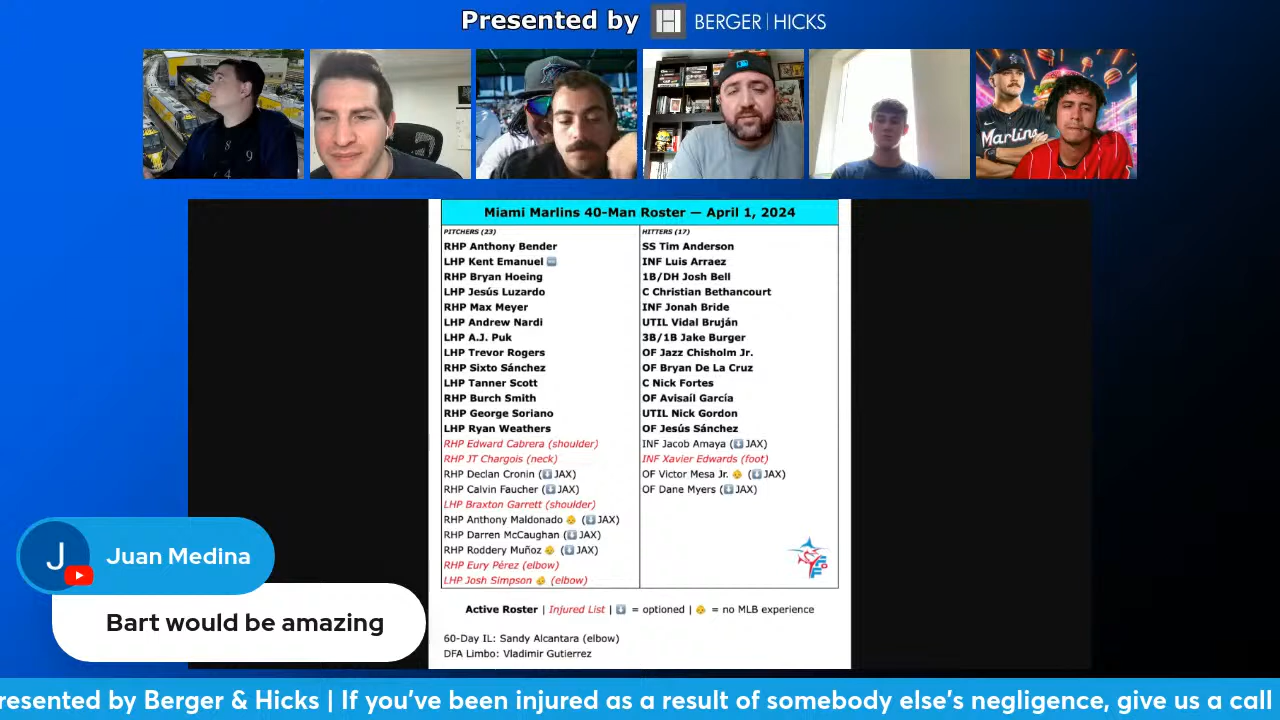 Presented by BERGER | HICKS
8 9
4
Marlins
Miami Marlins 40-Man Roster — April 1, 2024
PITCHERS (23)
RHP Anthony Bender
LHP Kent Emanuel
RHP Bryan Hoeing
LHP Jesús Luzardo
RHP Max Meyer
LHP Andrew Nardi
LHP A.J. Puk
LHP Trevor Rogers
RHP Sixto Sánchez
LHP Tanner Scott
RHP Burch Smith
RHP George Soriano
LHP Ryan Weathers
RHP Edward Cabrera (shoulder)
RHP JT Chargois (neck)
RHP Declan Cronin (⬇️JAX)
RHP Calvin Faucher (⬇️JAX)
LHP Braxton Garrett (shoulder)
RHP Anthony Maldonado 👶 (⬇️JAX)
RHP Darren McCaughan (⬇️JAX)
RHP Roddery Muñoz 👶 (⬇️JAX)
RHP Eury Pérez (elbow)
LHP Josh Simpson 👶 (elbow)
HITTERS (17)
SS Tim Anderson
INF Luis Arraez
1B/DH Josh Bell
C Christian Bethancourt
INF Jonah Bride
UTIL Vidal Bruján
3B/1B Jake Burger
OF Jazz Chisholm Jr.
OF Bryan De La Cruz
C Nick Fortes
OF Avisaíl García
UTIL Nick Gordon
OF Jesús Sánchez
INF Jacob Amaya (⬇️JAX)
INF Xavier Edwards (foot)
OF Victor Mesa Jr. 👶 (⬇️JAX)
OF Dane Myers (⬇️JAX)
Active Roster | Injured List | ⬇️ = optioned | 👶 = no MLB experience
60-Day IL: Sandy Alcantara (elbow)
DFA Limbo: Vladimir Gutierrez
J Juan Medina
Bart would be amazing
resented by Berger & Hicks | If you've been injured as a result of somebody else's negligence, give us a call